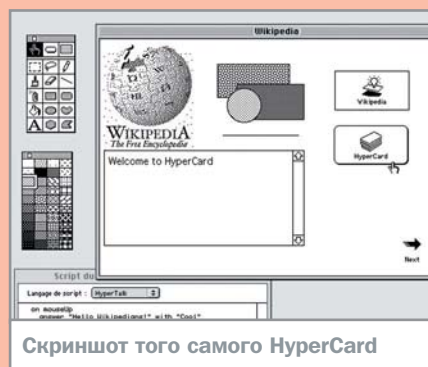 Wikipedia
WIKIPEDIA
The Free Encyclopedia
Welcome to HyperCard
Wikipedia
HyperCard
Next
A
Script du
Langage de script : HyperTalk
on mouseUp
answer "Hello Wikipedians!" with "Cool"
Скриншот того самого HyperCard